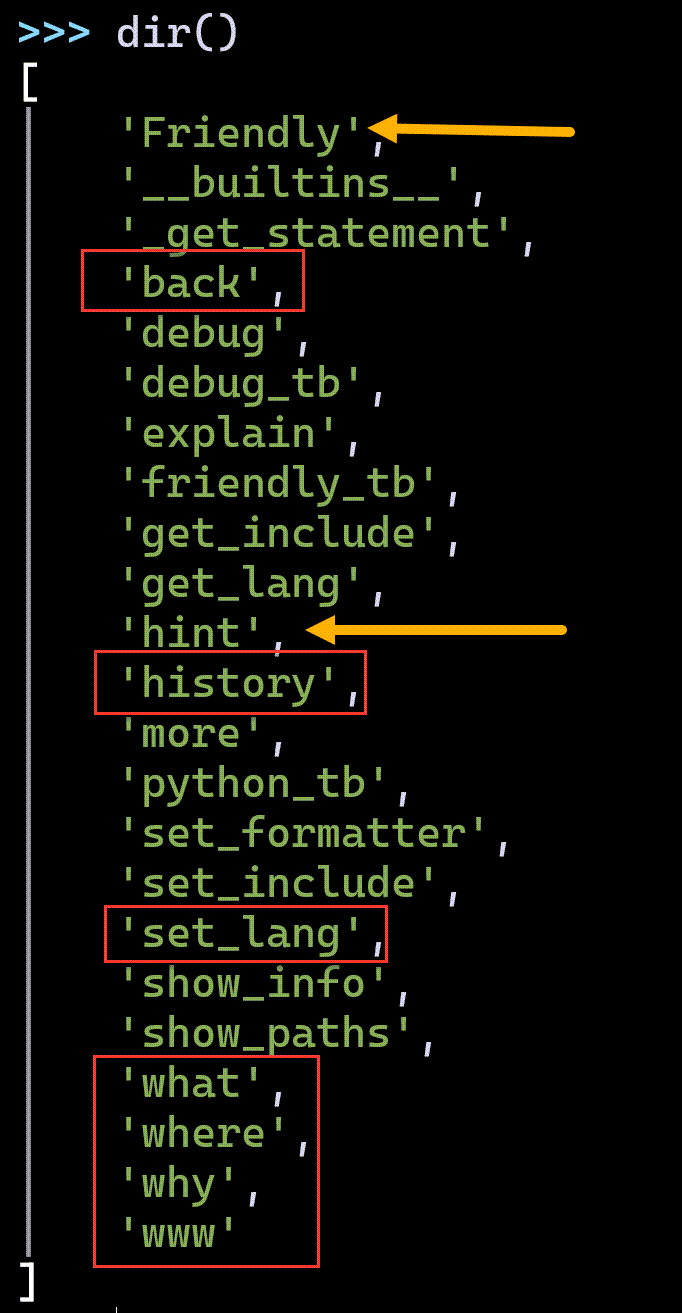 >>> dir()
[
'Friendly',
'__builtins__',
'_get_statement',
'back',
'debug',
'debug_tb',
'explain',
'friendly_tb',
'get_include',
'get_lang',
'hint',
'history',
'more',
'python_tb',
'set_formatter',
'set_include',
'set_lang',
'show_info',
'show_paths',
'what',
'where',
'why',
'www'
]